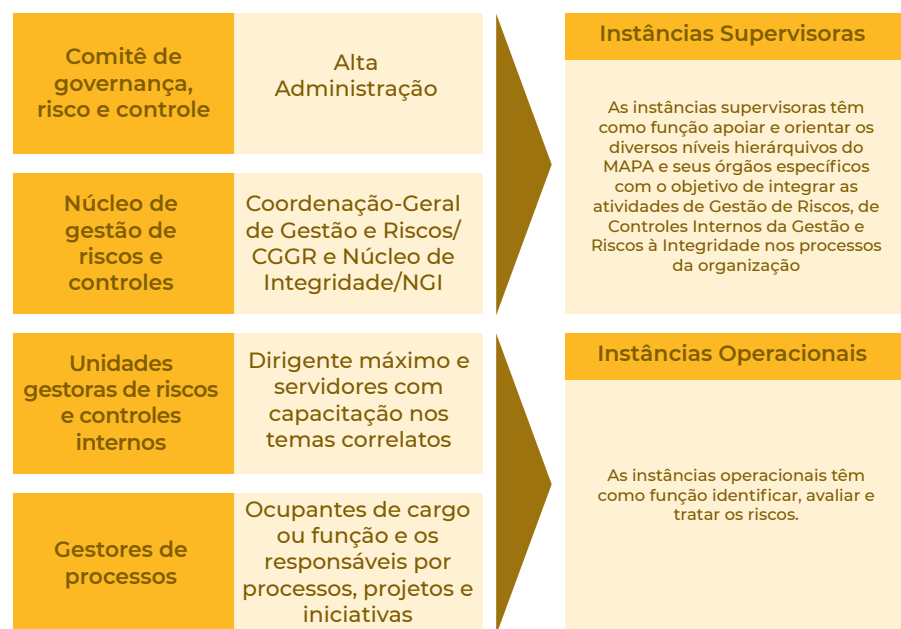 Comitê de
governança,
risco e controle
Alta
Administração
Núcleo de
gestão de
riscos e
controles
Coordenação-Geral
de Gestão e Riscos/
CGGR e Núcleo de
Integridade/NGI
Instâncias Supervisoras
As instâncias supervisoras têm
como função apoiar e orientar os
diversos níveis hierárquivos do
MAPA e seus órgãos específicos
com o objetivo de integrar as
atividades de Gestão de Riscos, de
Controles Internos da Gestão e
Riscos à Integridade nos processos
da organização
Unidades
gestoras de riscos
e controles
internos
Dirigente máximo e
servidores com
capacitação nos
temas correlatos
Gestores de
processos
Ocupantes de cargo
ou função e os
responsáveis por
processos, projetos e
iniciativas
Instâncias Operacionais
As instâncias operacionais têm
como função identificar, avaliar e
tratar os riscos.